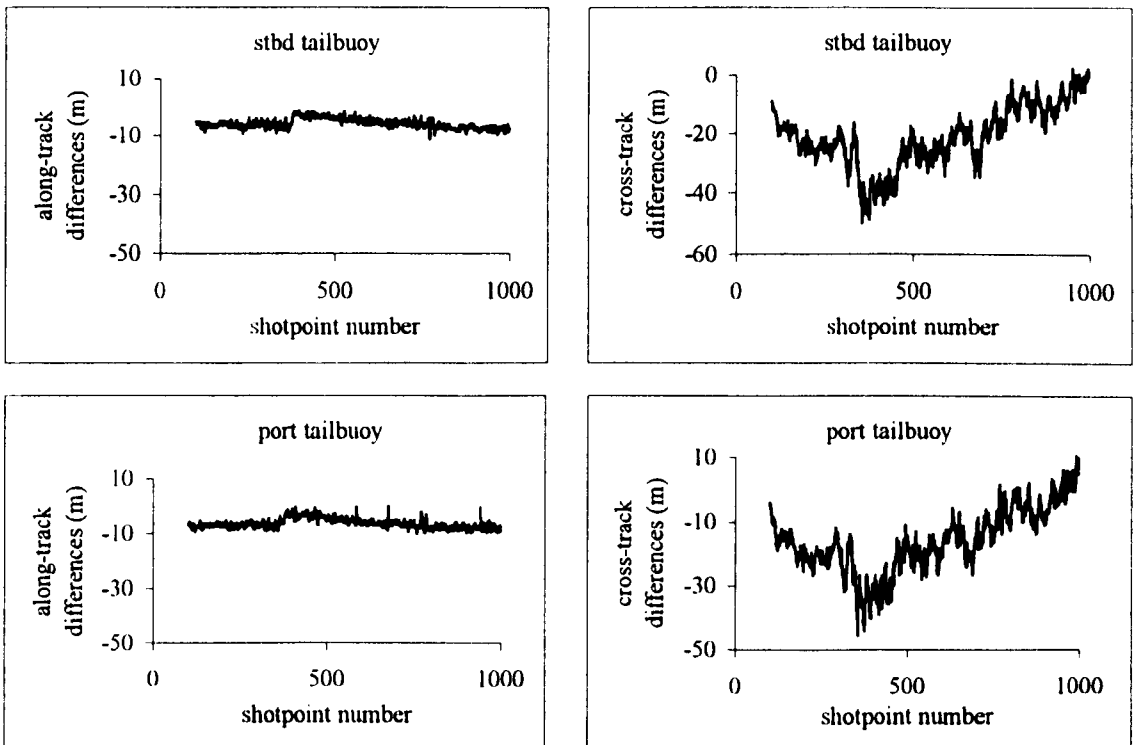 stbd tailbuoy
along-track
differences (m)
10
-10
-30
-50
0
500
1000
shotpoint number
stbd tailbuoy
cross-track
differences (m)
0
-20
-40
-60
0
500
1000
shotpoint number
port tailbuoy
along-track
differences (m)
10
-10
-30
-50
0
500
1000
shotpoint number
port tailbuoy
cross-track
differences (m)
10
-10
-30
-50
0
500
1000
shotpoint number